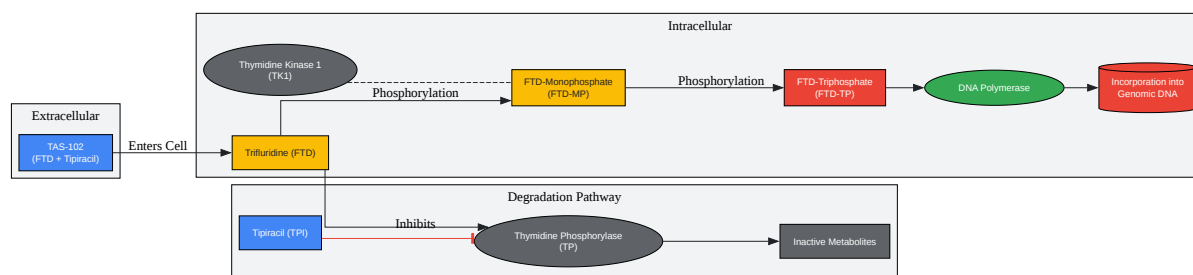 Intracellular
Thymidine Kinase 1
(TK1)
FTD-Monophosphate
(FTD-MP)
Phosphorylation
FTD-Triphosphate
(FTD-TP)
DNA Polymerase
Incorporation into
Genomic DNA
Phosphorylation
Extracellular
TAS-102
(FTD + Tipiracil)
Enters Cell
Trifluridine (FTD)
Degradation Pathway
Tipiracil (TPI)
Inhibits
Thymidine Phosphorylase
(TP)
Inactive Metabolites